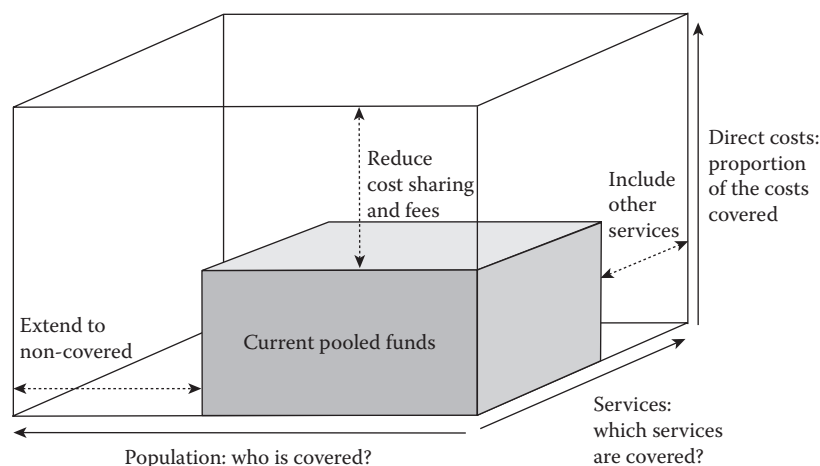 Direct costs:
proportion
of the costs
covered
Reduce
cost sharing
and fees
Include
other
services
Extend to
non-covered
Current pooled funds
Services:
which services
are covered?
Population: who is covered?